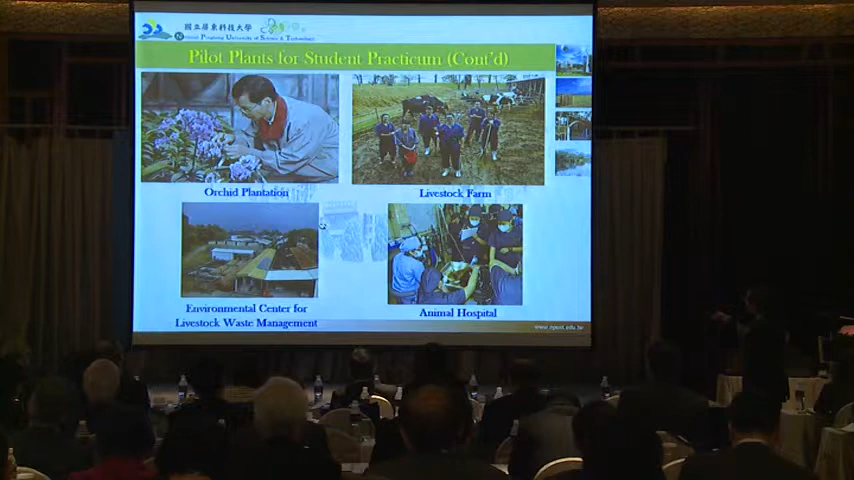 國立屏東科技大學
National Pingtung University of Science & Technology
Pilot Plants for Student Practicum (Cont'd)
Orchid Plantation
Livestock Farm
Environmental Center for
Livestock Waste Management
Animal Hospital
www.npust.edu.tw